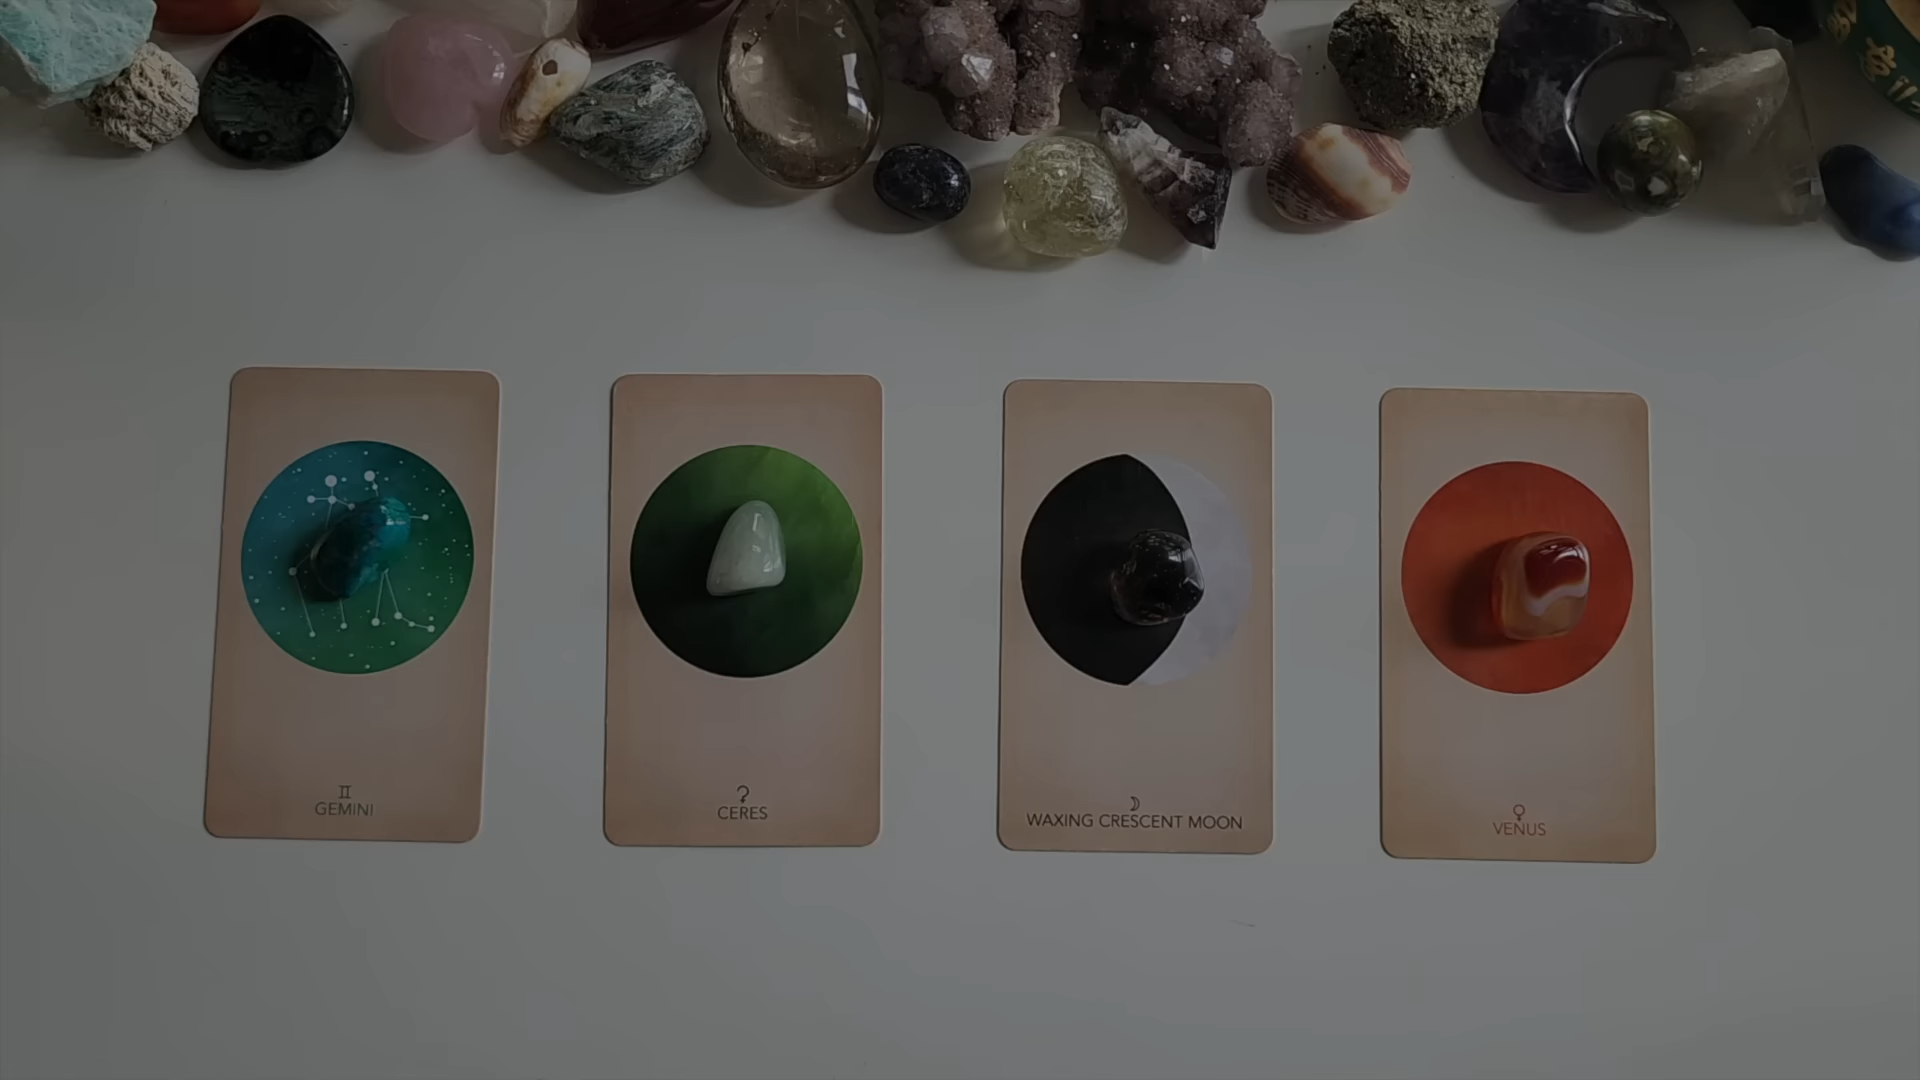 ♊
GEMINI
⚳
CERES
☽
WAXING CRESCENT MOON
♀
VENUS